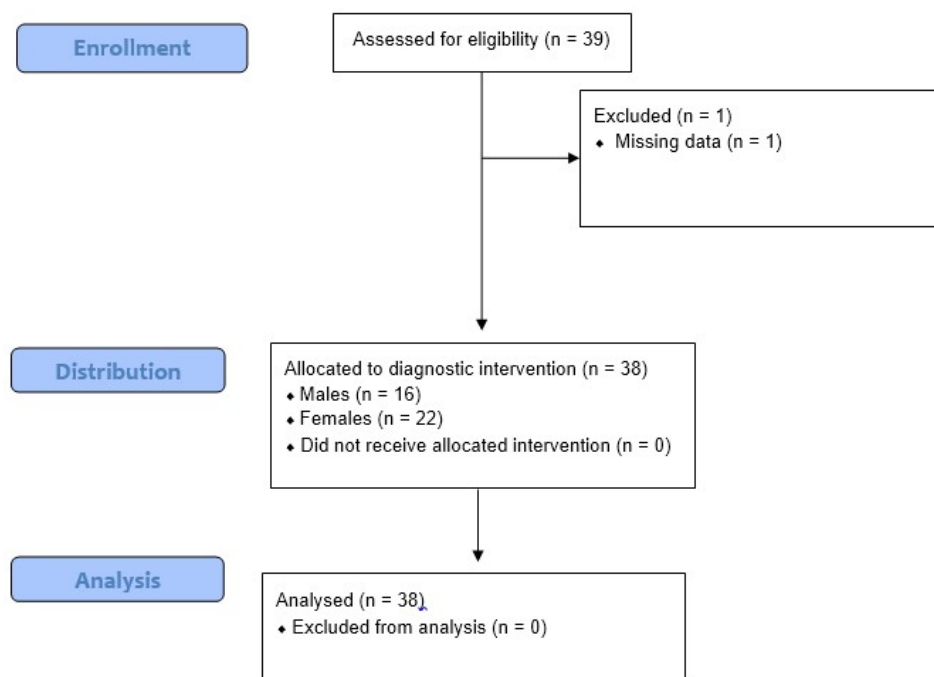 Enrollment
Assessed for eligibility (n = 39)
Excluded (n = 1)
⬥ Missing data (n = 1)
Distribution
Allocated to diagnostic intervention (n = 38)
⬥ Males (n = 16)
⬥ Females (n = 22)
⬥ Did not receive allocated intervention (n = 0)
Analysis
Analysed (n = 38)
⬥ Excluded from analysis (n = 0)